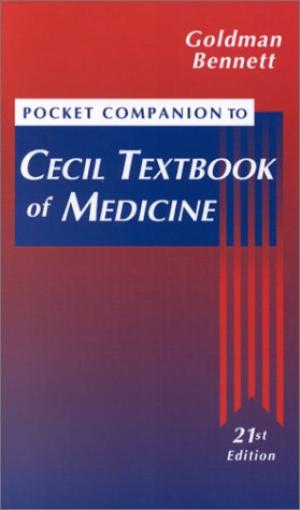 Goldman
Bennett
POCKET COMPANION TO
CECIL TEXTBOOK
of MEDICINE
21st
Edition